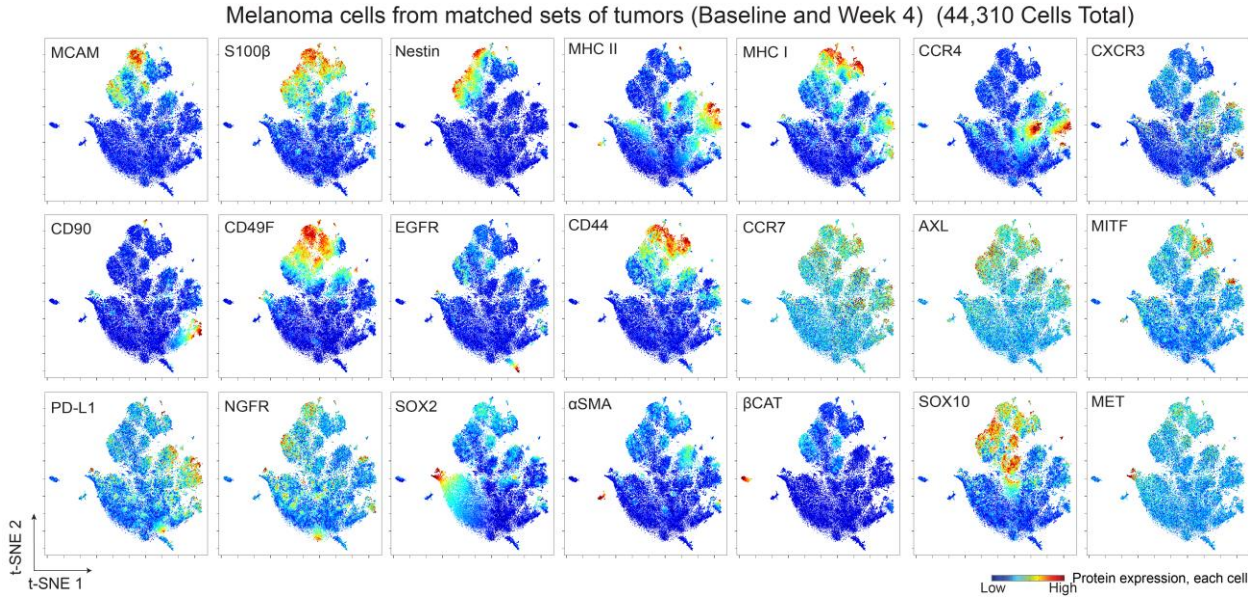 Melanoma cells from matched sets of tumors (Baseline and Week 4) (44,310 Cells Total)
MCAM
S100β
Nestin
MHC II
MHC I
CCR4
CXCR3
CD90
CD49F
EGFR
CD44
CCR7
AXL
MITF
PD-L1
NGFR
SOX2
αSMA
βCAT
SOX10
MET
t-SNE 2
t-SNE 1
Protein expression, each cell
Low High